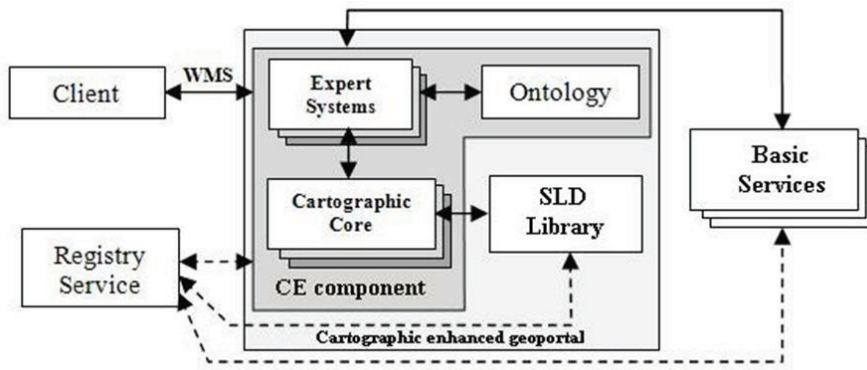 WMS
Client
Expert
Systems
Ontology
Basic
Services
Cartographic
Core
SLD
Library
Registry
Service
CE component
Cartographic enhanced geoportal